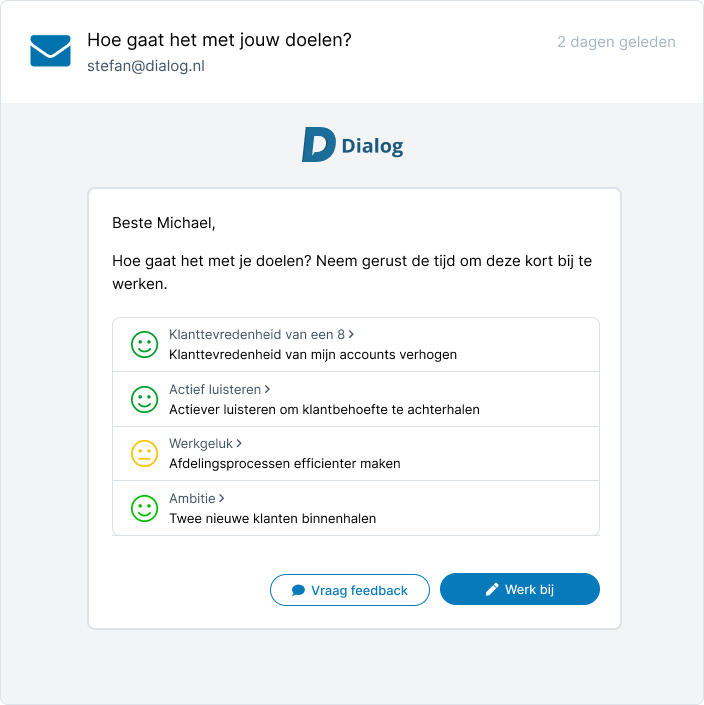 Hoe gaat het met jouw doelen?
2 dagen geleden
stefan@dialog.nl
Dialog
Beste Michael,
Hoe gaat het met je doelen? Neem gerust de tijd om deze kort bij te
werken.
Klanttevredenheid van een 8 >
Klanttevredenheid van mijn accounts verhogen
Actief luisteren >
Actiever luisteren om klantbehoefte te achterhalen
Werkgeluk >
Afdelingsprocessen efficienter maken
Ambitie >
Twee nieuwe klanten binnenhalen
Vraag feedback
Werk bij